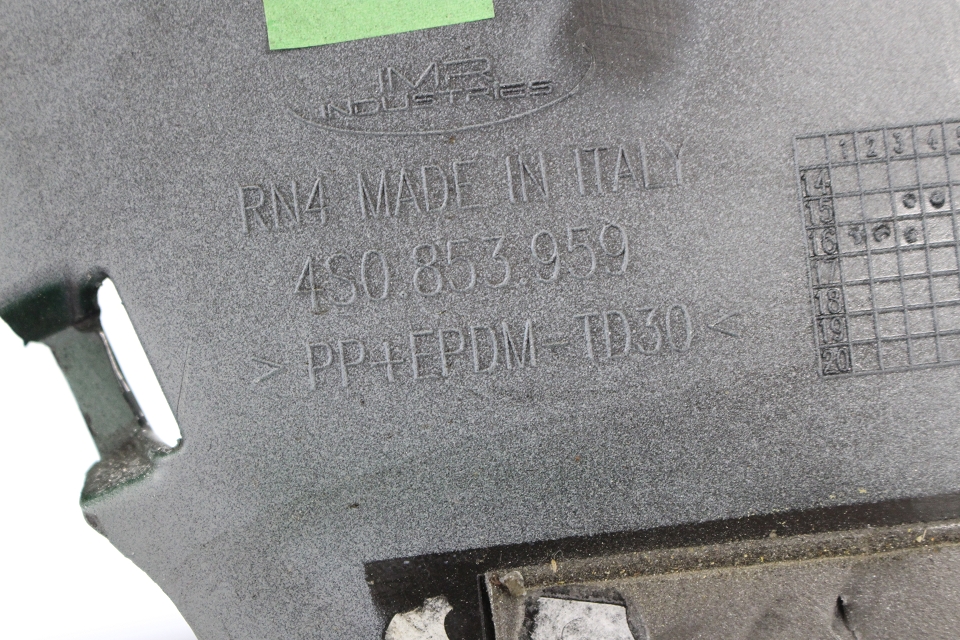 JMR
INDUSTRIES
RN4 MADE IN ITALY
4S0.853.959
> PP+EPDM-TD30 <
1 2 3 4 5
14
15
16
17
18
19
20